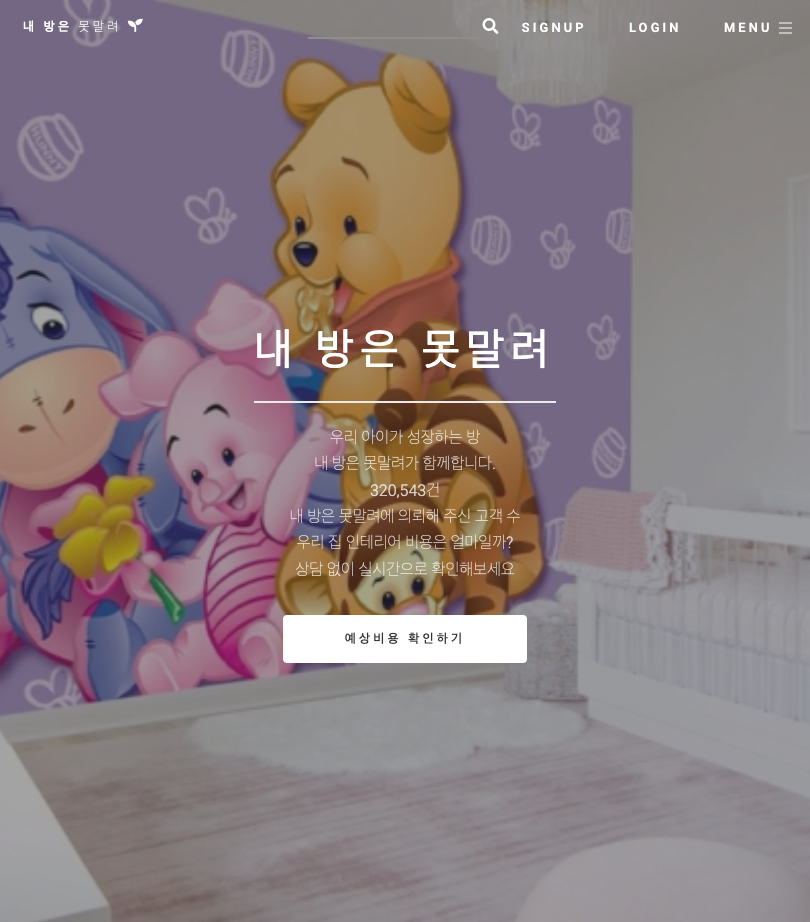 내 방은 못말려
SIGNUP
LOGIN
MENU
HUNNY
내 방은 못말려
우리 아이가 성장하는 방
내 방은 못말려가 함께합니다.
320,543건
내 방은 못말려에 의뢰해 주신 고객 수
우리 집 인테리어 비용은 얼마일까?
상담 없이 실시간으로 확인해보세요
예상비용 확인하기